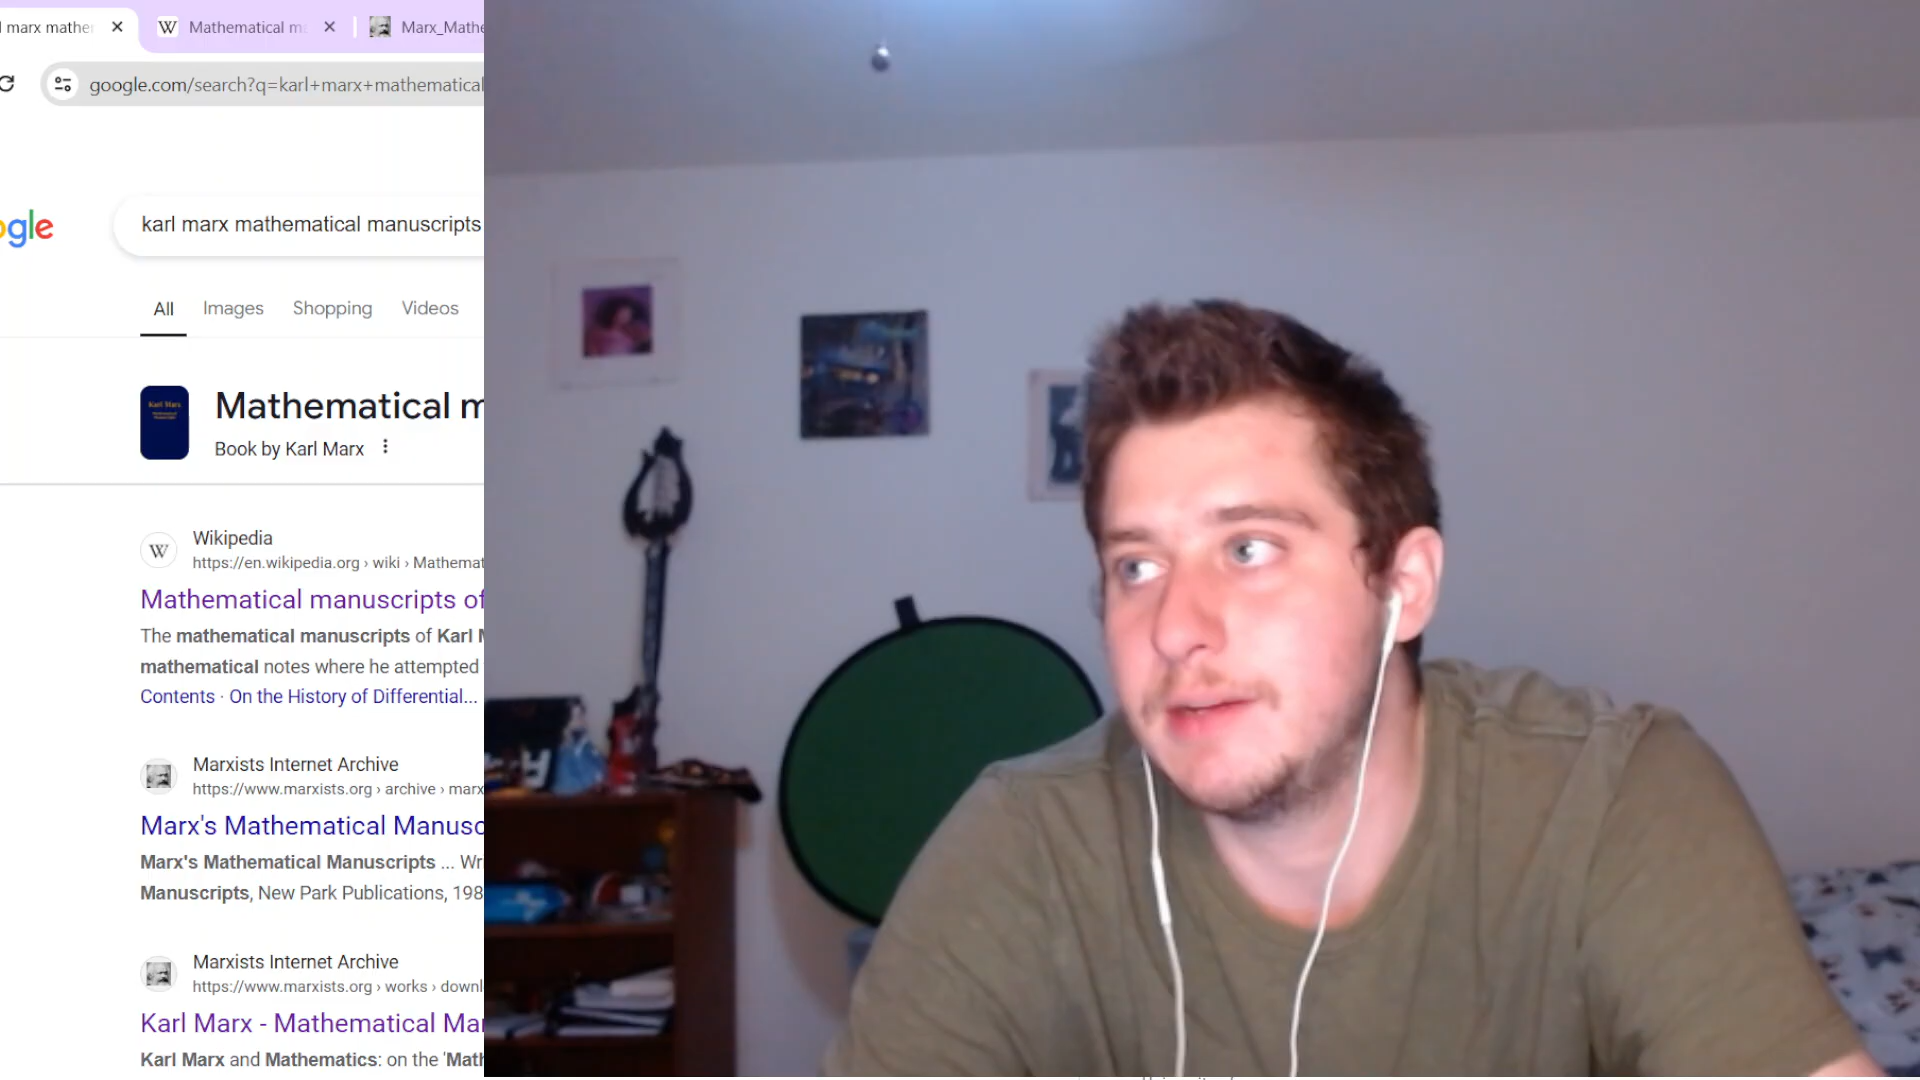 l marx mathe
Mathematical m
Marx_Mathe
google.com/search?q=karl+marx+mathematical
ogle
karl marx mathematical manuscripts
All Images Shopping Videos
Mathematical m
Book by Karl Marx
Karl Marx
Wikipedia
https://en.wikipedia.org › wiki › Mathemat
Mathematical manuscripts of
The mathematical manuscripts of Karl M
mathematical notes where he attempted
Contents · On the History of Differential...
Marxists Internet Archive
https://www.marxists.org › archive › marx
Marx's Mathematical Manusc
Marx's Mathematical Manuscripts ... Wr
Manuscripts, New Park Publications, 198
Marxists Internet Archive
https://www.marxists.org › works › downl
Karl Marx - Mathematical Ma
Karl Marx and Mathematics: on the 'Math